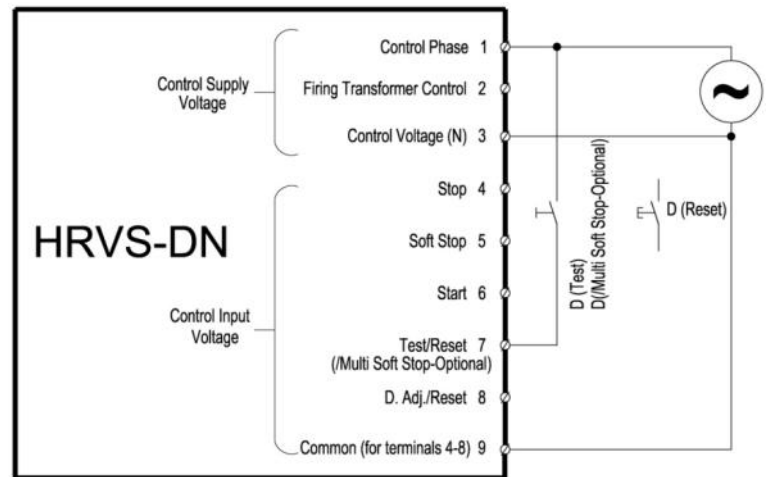 Control Phase 1
Control Supply
Voltage
Firing Transformer Control 2
Control Voltage (N) 3
Stop 4
HRVS-DN
Soft Stop 5
Start 6
Control Input
Voltage
Test/Reset 7
(/Multi Soft Stop-Optional)
D. Adj./Reset 8
Common (for terminals 4-8) 9
D (Test)
D(/Multi Soft Stop-Optional)
D (Reset)
~